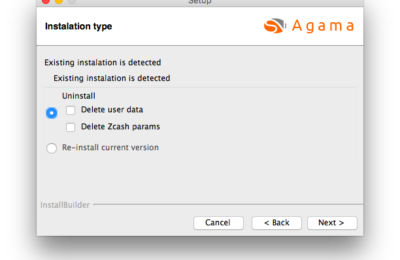 Setup
Instalation type
Agama
Existing instalation is detected
Existing instalation is detected
Uninstall
Delete user data
Delete Zcash params
Re-install current version
InstallBuilder
Cancel
< Back
Next >